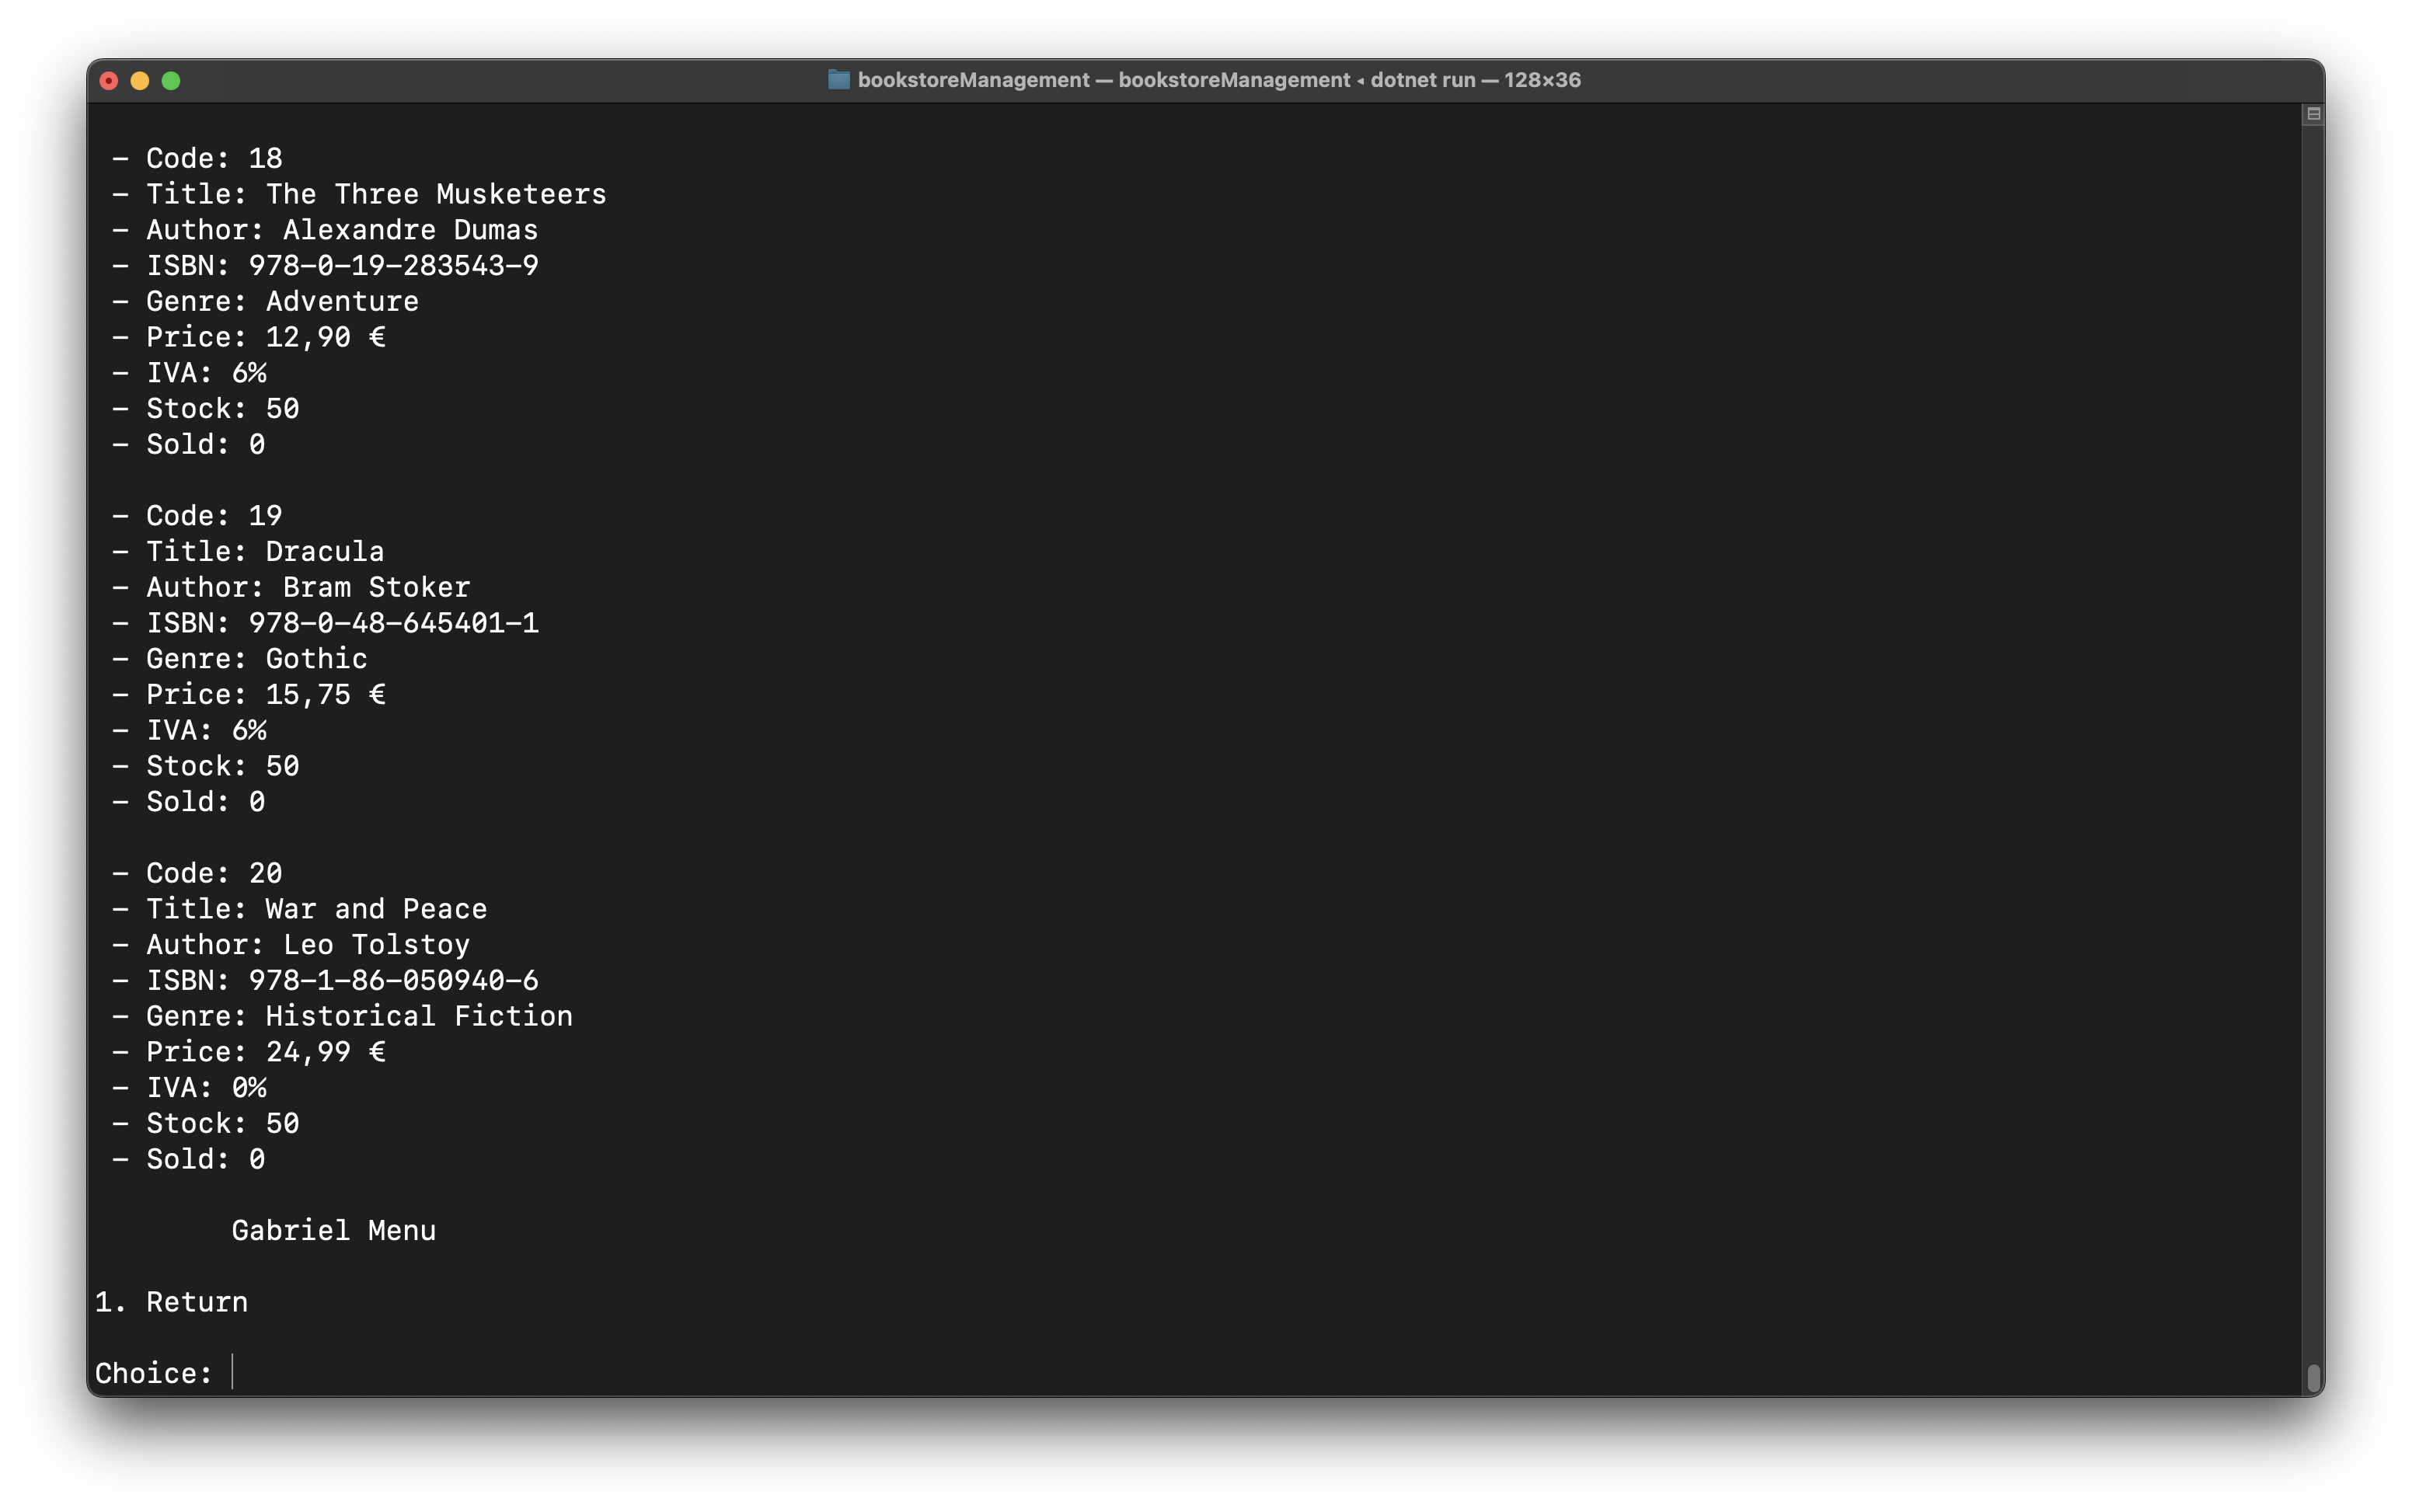 bookstoreManagement — bookstoreManagement ◂ dotnet run — 128×36
– Code: 18
– Title: The Three Musketeers
– Author: Alexandre Dumas
– ISBN: 978-0-19-283543-9
– Genre: Adventure
– Price: 12,90 €
– IVA: 6%
– Stock: 50
– Sold: 0
– Code: 19
– Title: Dracula
– Author: Bram Stoker
– ISBN: 978-0-48-645401-1
– Genre: Gothic
– Price: 15,75 €
– IVA: 6%
– Stock: 50
– Sold: 0
– Code: 20
– Title: War and Peace
– Author: Leo Tolstoy
– ISBN: 978-1-86-050940-6
– Genre: Historical Fiction
– Price: 24,99 €
– IVA: 0%
– Stock: 50
– Sold: 0
Gabriel Menu
1. Return
Choice: